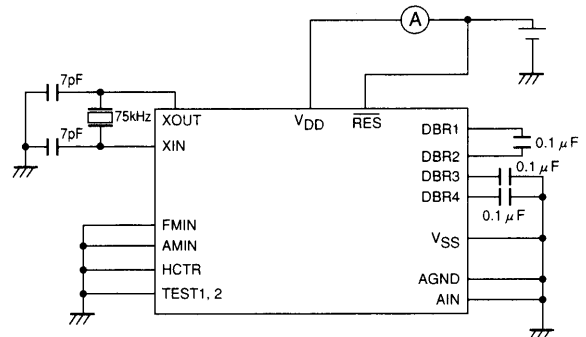 A
7pF
75kHz
7pF
XOUT
XIN
VDD
RES
DBR1
DBR2
DBR3
DBR4
0.1 μF
0.1 μF
0.1 μF
FMIN
AMIN
HCTR
TEST1, 2
VSS
AGND
AIN